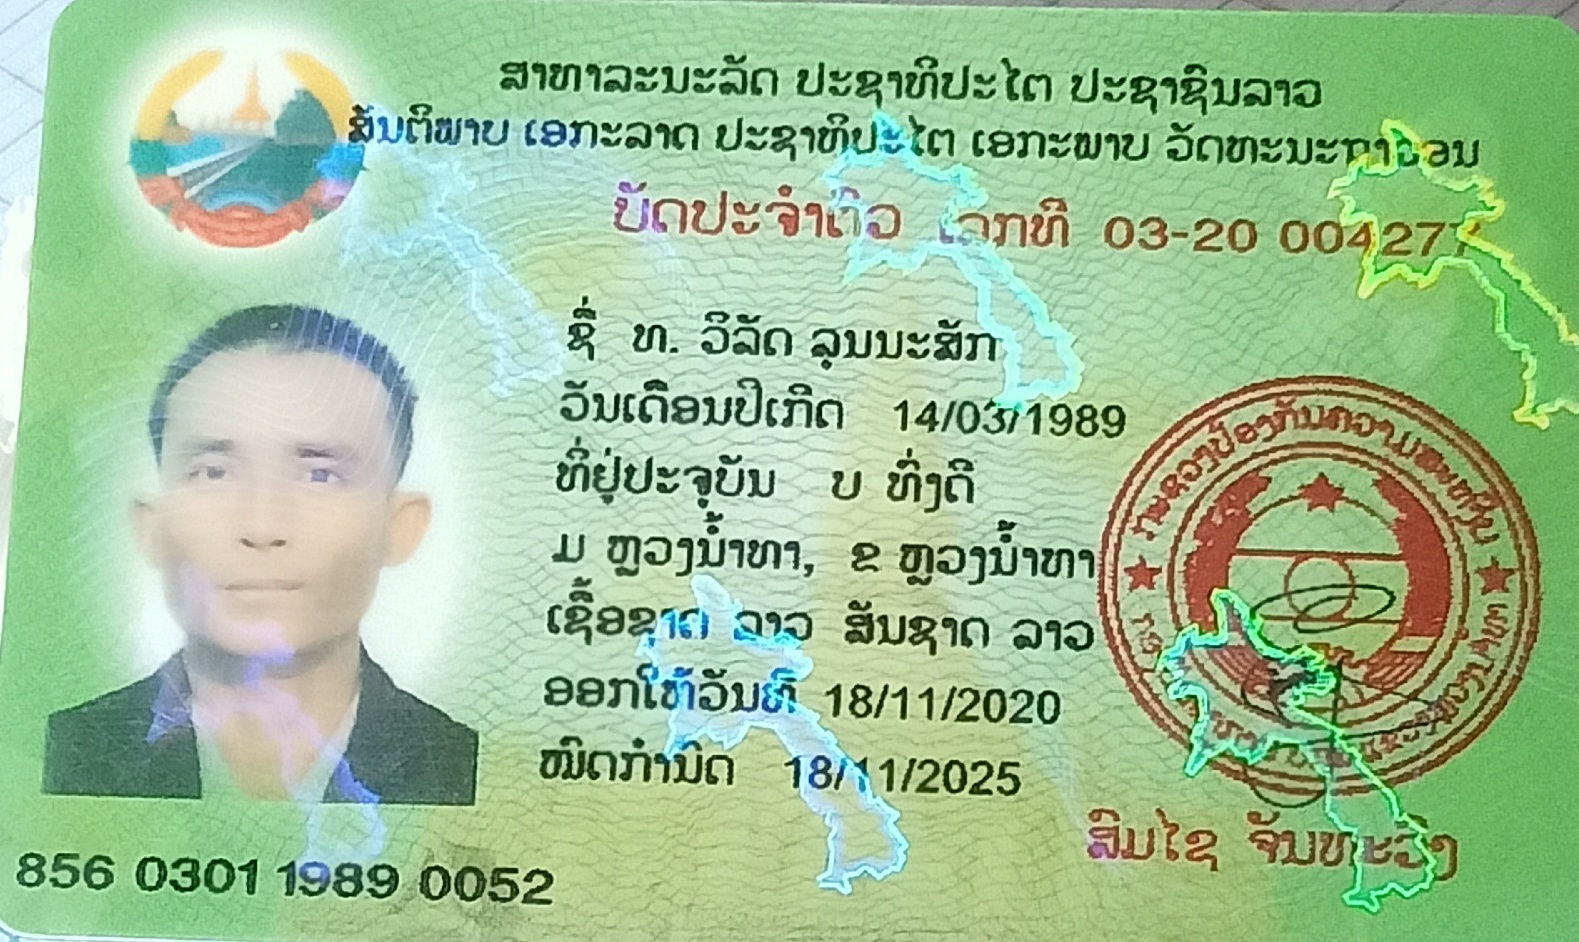 ສາທາລະນະລັດ ປະຊາທິປະໄຕ ປະຊາຊົນລາວ
ສັນຕິພາບ ເອກະລາດ ປະຊາທິປະໄຕ ເອກະພາບ ວັດທະນະຖາວອນ
ບັດປະຈຳຕົວ ເລກທີ 03-20 004277
ຊື່ ທ. ວິລັດ ລຸນນະສັກ
ວັນເດືອນປີເກີດ 14/03/1989
ທີ່ຢູ່ປະຈຸບັນ ບ ທົ່ງດີ
ມ ຫຼວງນ້ຳທາ, ຂ ຫຼວງນ້ຳທາ
ເຊື້ອຊາດ ລາວ ສັນຊາດ ລາວ
ອອກໃຫ້ວັນທີ 18/11/2020
ໝົດກຳນົດ 18/11/2025
ກະຊວງປ້ອງກັນຄວາມສະຫງົບ
ສົມໄຊ ຈັນທະວົງ
856 0301 1989 0052